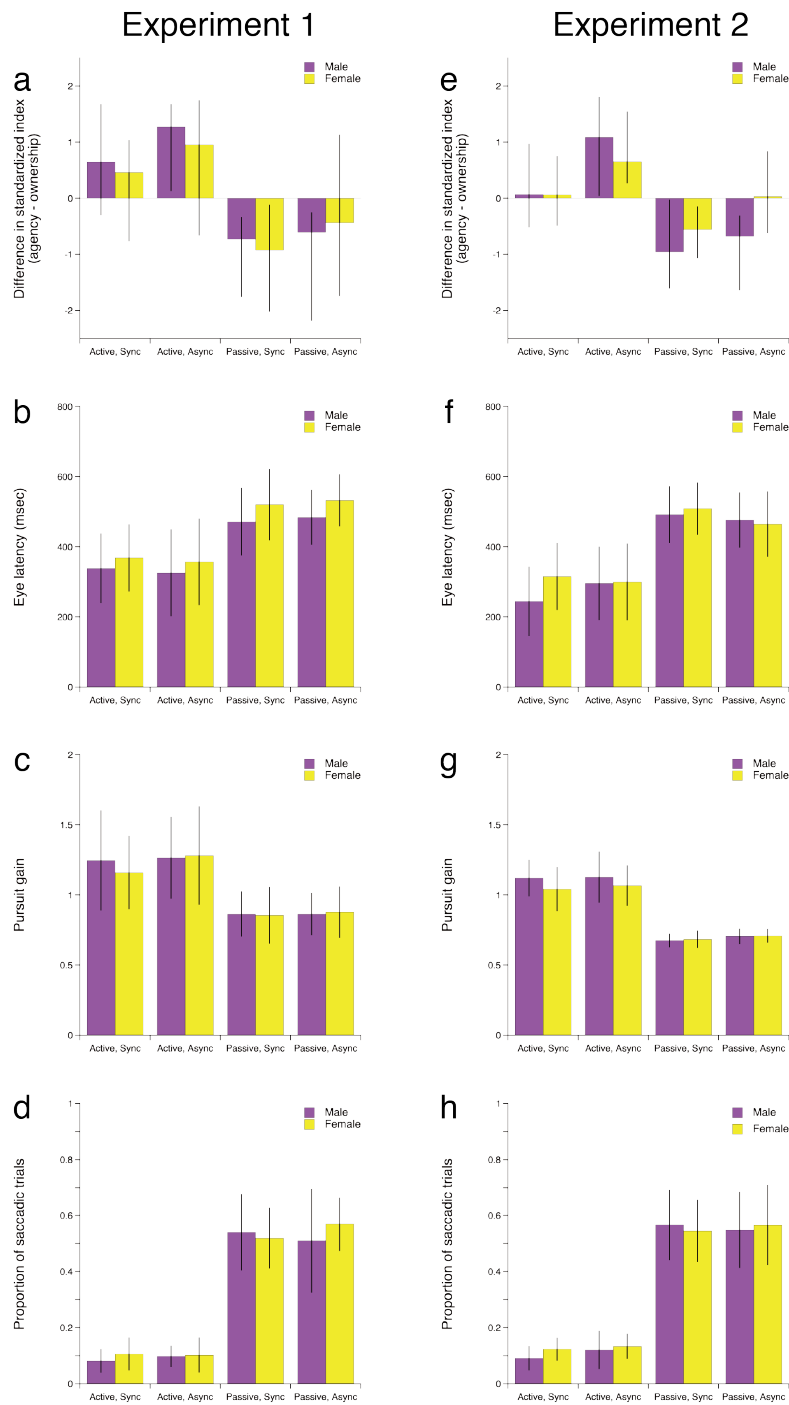 Experiment 1
Experiment 2
a
Male
Female
Difference in standardized index
(agency - ownership)
2
1
0
-1
-2
Active, Sync
Active, Async
Passive, Sync
Passive, Async
e
Male
Female
Difference in standardized index
(agency - ownership)
2
1
0
-1
-2
Active, Sync
Active, Async
Passive, Sync
Passive, Async
b
Male
Female
Eye latency (msec)
800
600
400
200
0
Active, Sync
Active, Async
Passive, Sync
Passive, Async
f
Male
Female
Eye latency (msec)
800
600
400
200
0
Active, Sync
Active, Async
Passive, Sync
Passive, Async
c
Male
Female
Pursuit gain
2
1.5
1
0.5
0
Active, Sync
Active, Async
Passive, Sync
Passive, Async
g
Male
Female
Pursuit gain
2
1.5
1
0.5
0
Active, Sync
Active, Async
Passive, Sync
Passive, Async
d
Male
Female
Proportion of saccadic trials
1
0.8
0.6
0.4
0.2
0
Active, Sync
Active, Async
Passive, Sync
Passive, Async
h
Male
Female
Proportion of saccadic trials
1
0.8
0.6
0.4
0.2
0
Active, Sync
Active, Async
Passive, Sync
Passive, Async